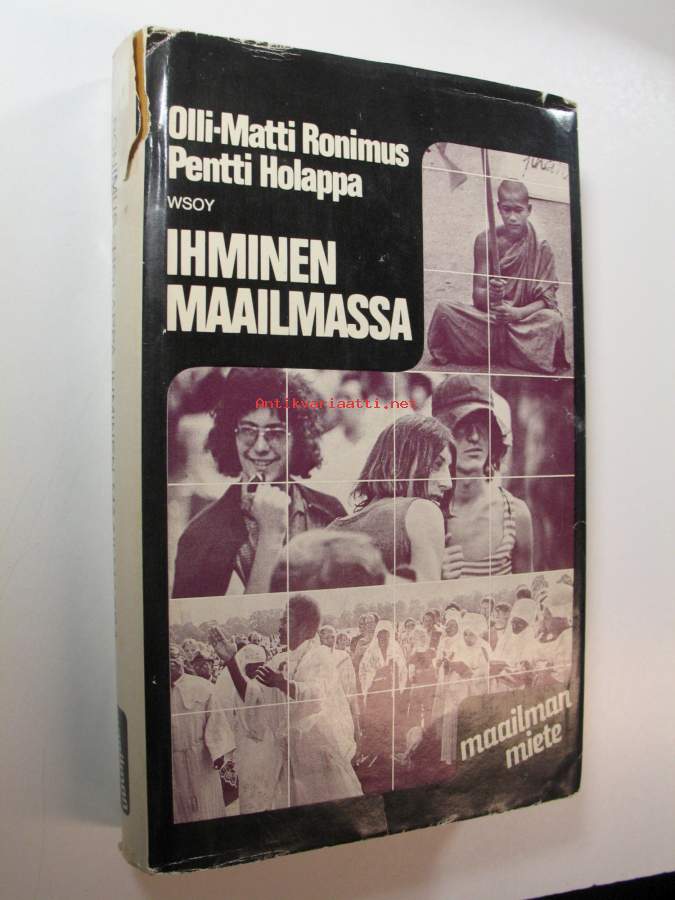 Olli-Matti Ronimus
Pentti Holappa
WSOY
IHMINEN
MAAILMASSA
Antikvariaatti.net
maailman
miete